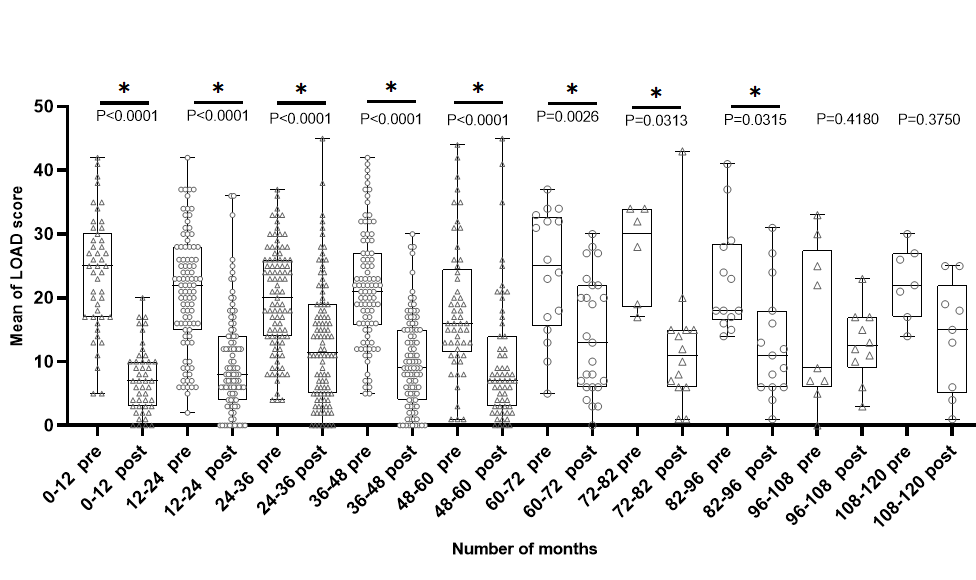 * * * * * * * *
P<0.0001 P<0.0001 P<0.0001 P<0.0001 P<0.0001 P=0.0026 P=0.0313 P=0.0315 P=0.4180 P=0.3750
Mean of LOAD score
50
40
30
20
10
0
0-12 pre
0-12 post
12-24 pre
12-24 post
24-36 pre
24-36 post
36-48 pre
36-48 post
48-60 pre
48-60 post
60-72 pre
60-72 post
72-82 pre
72-82 post
82-96 pre
82-96 post
96-108 pre
96-108 post
108-120 pre
108-120 post
Number of months